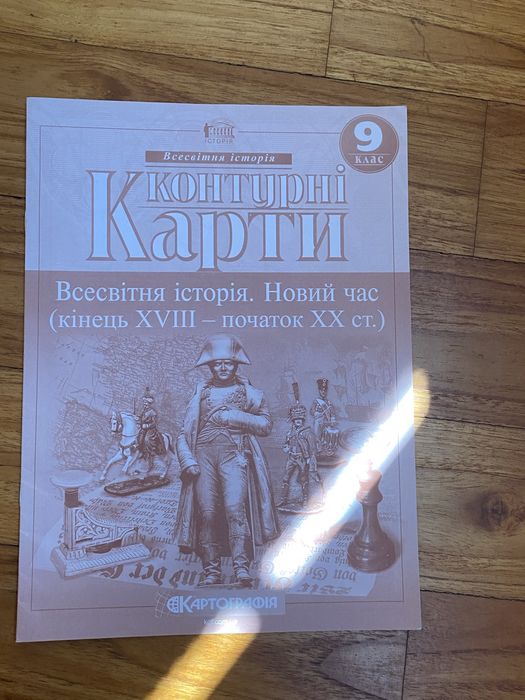 ІСТОРІЯ
Всесвітня історія
9
клас
Контурні
Карти
Всесвітня історія. Новий час
(кінець XVIII – початок XX ст.)
КАРТОГРАФІЯ